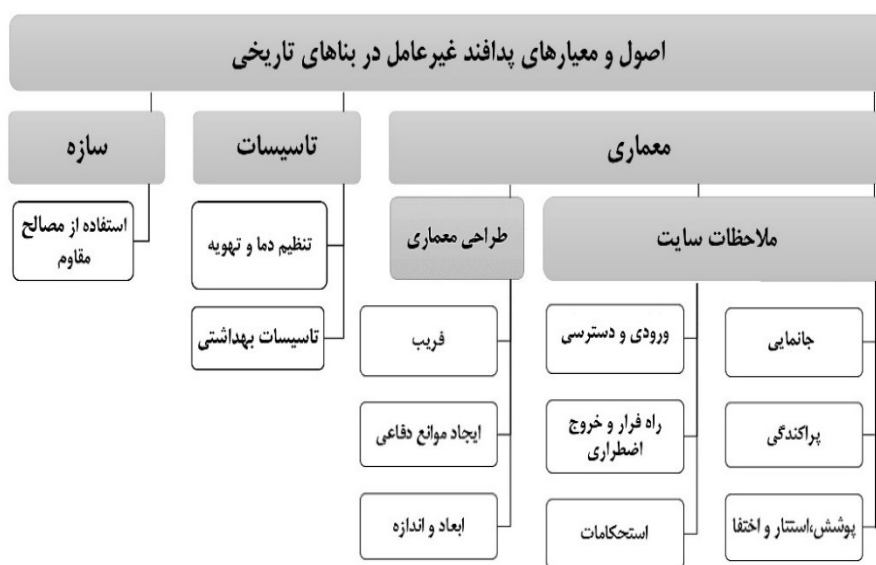 اصول و معیارهای پدافند غیرعامل در بناهای تاریخی
معماری
تاسیسات
سازه
ملاحظات سایت
طراحی معماری
جانمایی
پراکندگی
پوشش،استتار و اختفا
ورودی و دسترسی
راه فرار و خروج
اضطراری
استحکامات
فریب
ایجاد موانع دفاعی
ابعاد و اندازه
تنظیم دما و تهویه
تاسیسات بهداشتی
استفاده از مصالح
مقاوم